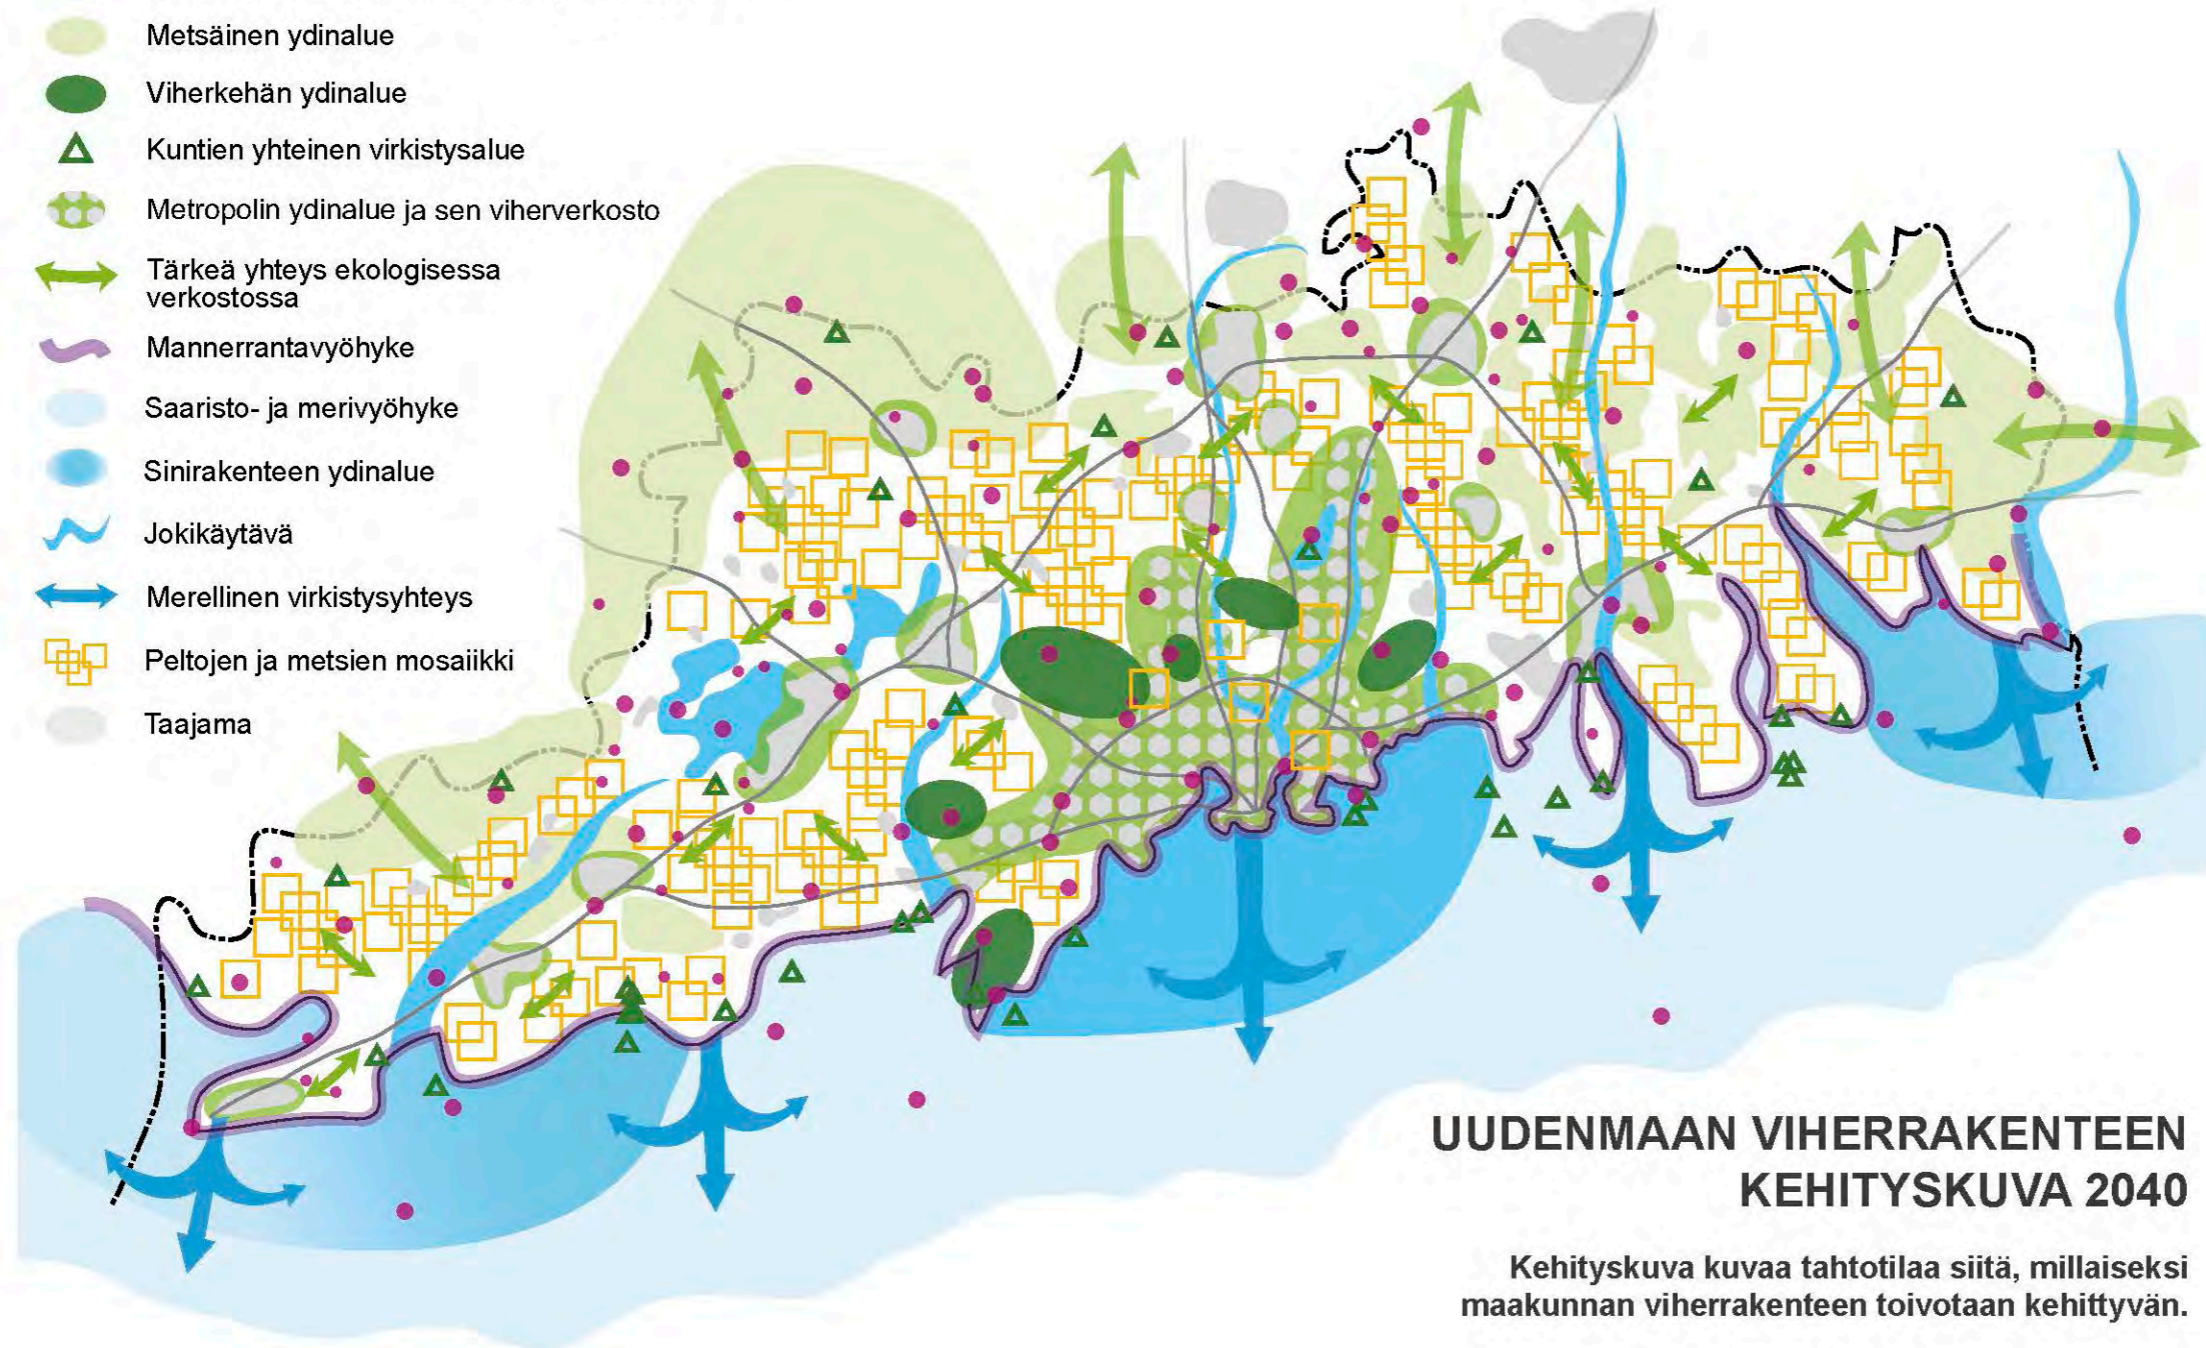 Metsäinen ydinalue
Viherkehän ydinalue
Kuntien yhteinen virkistysalue
Metropolin ydinalue ja sen viherverkosto
Tärkeä yhteys ekologisessa
verkostossa
Mannerrantavyöhyke
Saaristo- ja merivyöhyke
Sinirakenteen ydinalue
Jokikäytävä
Merellinen virkistysyhteys
Peltojen ja metsien mosaiikki
Taajama
UUDENMAAN VIHERRAKENTEEN
KEHITYSKUVA 2040
Kehityskuva kuvaa tahtotilaa siitä, millaiseksi
maakunnan viherrakenteen toivotaan kehittyvän.